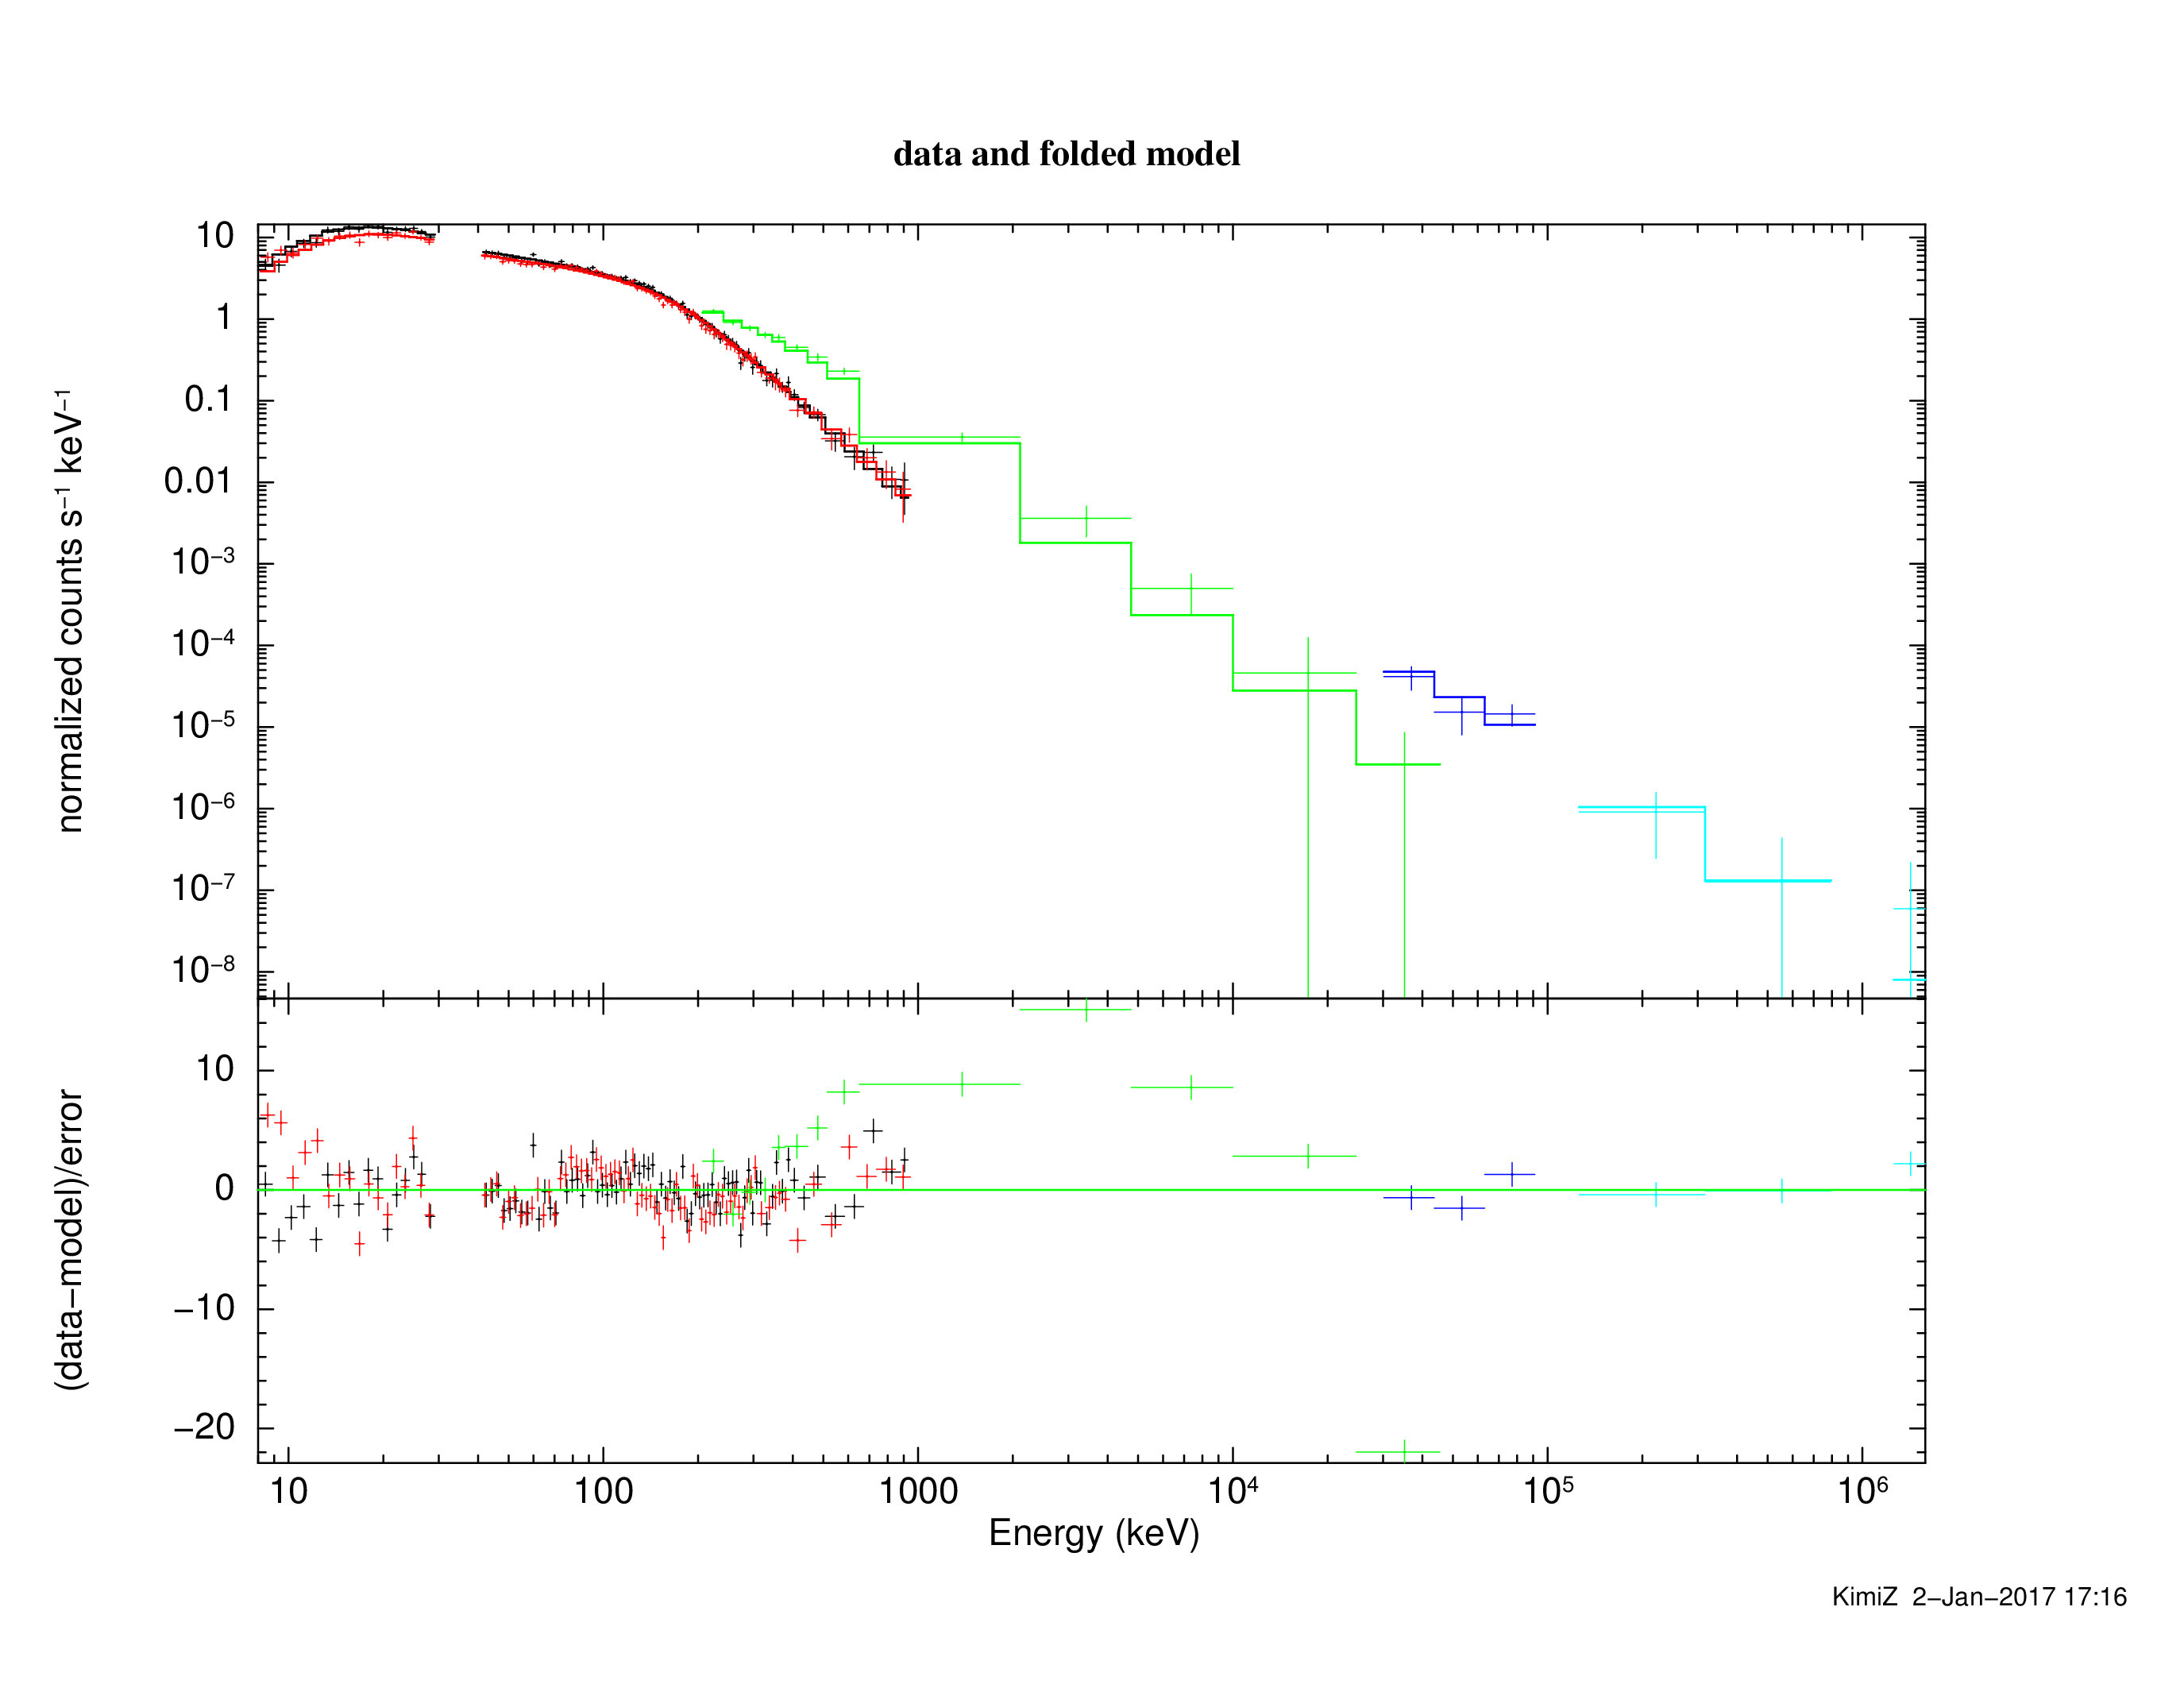 data and folded model
normalized counts s⁻¹ keV⁻¹
10
1
0.1
0.01
10⁻³
10⁻⁴
10⁻⁵
10⁻⁶
10⁻⁷
10⁻⁸
(data−model)/error
10
0
−10
−20
10 100 1000 10⁴ 10⁵ 10⁶
Energy (keV)
KimiZ 2−Jan−2017 17:16